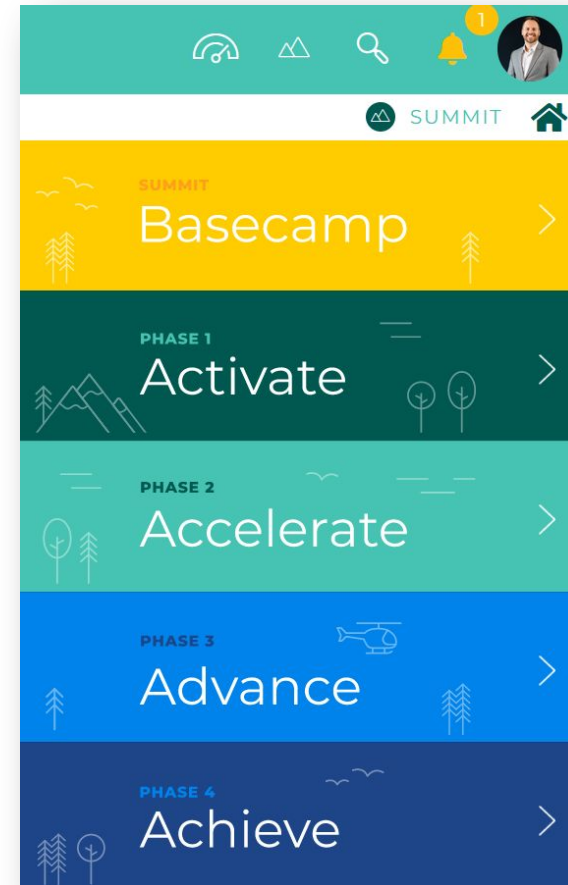 1
SUMMIT
SUMMIT
Basecamp
PHASE 1
Activate
PHASE 2
Accelerate
PHASE 3
Advance
PHASE 4
Achieve